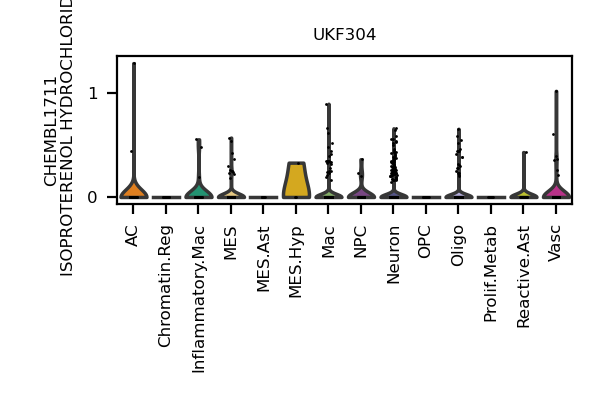 UKF304
CHEMBL1711
ISOPROTERENOL HYDROCHLORID
1
0
AC
Chromatin.Reg
Inflammatory.Mac
MES
MES.Ast
MES.Hyp
Mac
NPC
Neuron
OPC
Oligo
Prolif.Metab
Reactive.Ast
Vasc